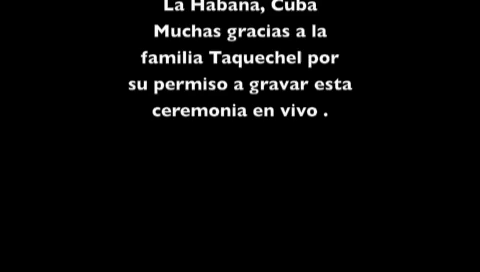 La Habana, Cuba
Muchas gracias a la
familia Taquechel por
su permiso a gravar esta
ceremonia en vivo .